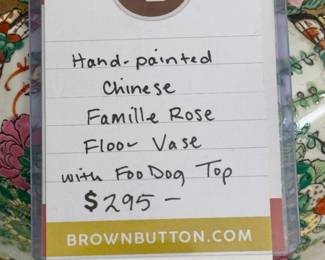 Hand-painted
Chinese
Famille Rose
Floor Vase
with Foo Dog Top
$295-
BROWNBUTTON.COM